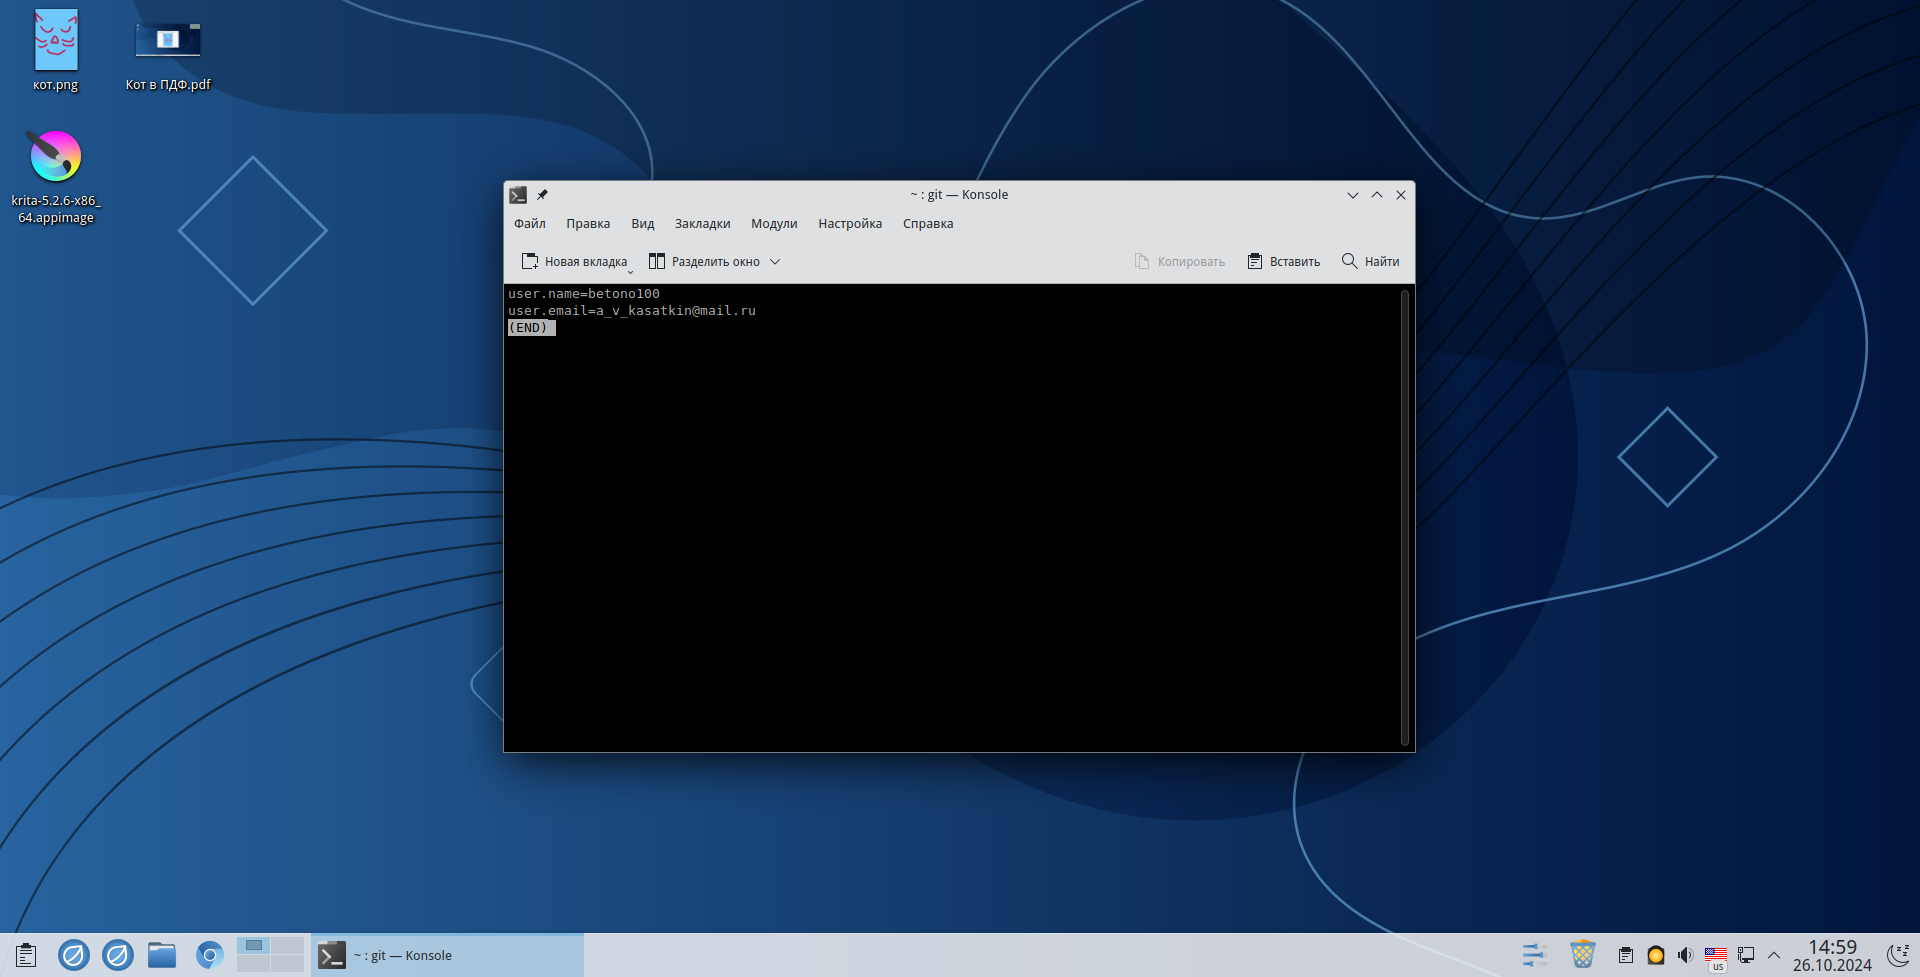 кот.png
Кот в ПДФ.pdf
krita-5.2.6-x86_
64.appimage
~ : git — Konsole
Файл Правка Вид Закладки Модули Настройка Справка
Новая вкладка Разделить окно Копировать Вставить Найти
user.name=betono100
user.email=a_v_kasatkin@mail.ru
(END)
~ : git — Konsole
us
14:59
26.10.2024